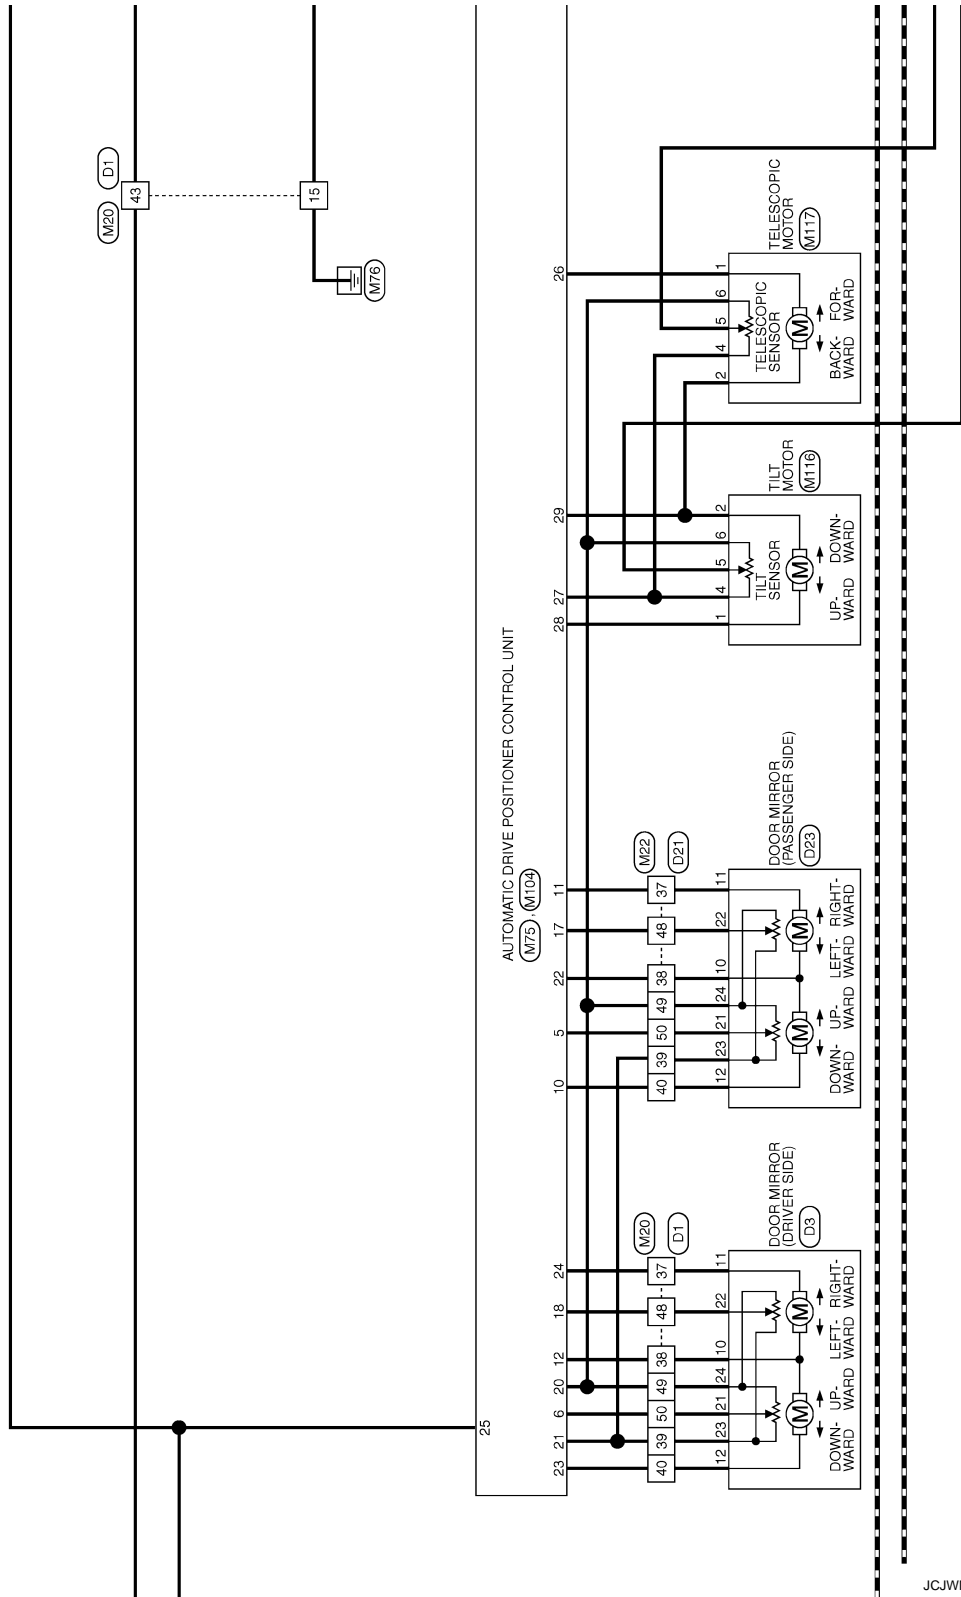 D1
M20
43
15
M76
TELESCOPIC
MOTOR
M117
26
1
6
5
4
2
TELESCOPIC
SENSOR
M
BACK-
WARD
FOR-
WARD
TILT
MOTOR
M116
29
27
28
2
6
5
4
1
TILT
SENSOR
M
UP-
WARD
DOWN-
WARD
AUTOMATIC DRIVE POSITIONER CONTROL UNIT
M75 , M104
DOOR MIRROR
(PASSENGER SIDE)
D23
M22
D21
11
17
22
5
10
37
48
38
49
50
39
40
11
22
10
24
21
23
12
M
M
DOWN-
WARD
UP-
WARD
LEFT-
WARD
RIGHT-
WARD
DOOR MIRROR
(DRIVER SIDE)
D3
M20
D1
24
18
12
20
6
21
23
37
48
38
49
50
39
40
11
22
10
24
21
23
12
M
M
DOWN-
WARD
UP-
WARD
LEFT-
WARD
RIGHT-
WARD
25